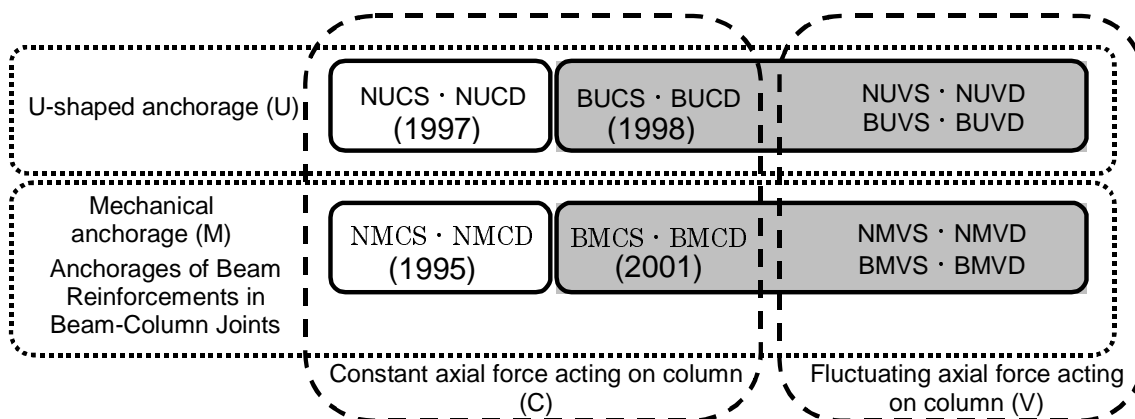 U-shaped anchorage (U)
NUCS・NUCD
(1997)
BUCS・BUCD
(1998)
NUVS・NUVD
BUVS・BUVD
Mechanical
anchorage (M)
Anchorages of Beam
Reinforcements in
Beam-Column Joints
NMCS・NMCD
(1995)
BMCS・BMCD
(2001)
NMVS・NMVD
BMVS・BMVD
Constant axial force acting on column
(C)
Fluctuating axial force acting
on column (V)